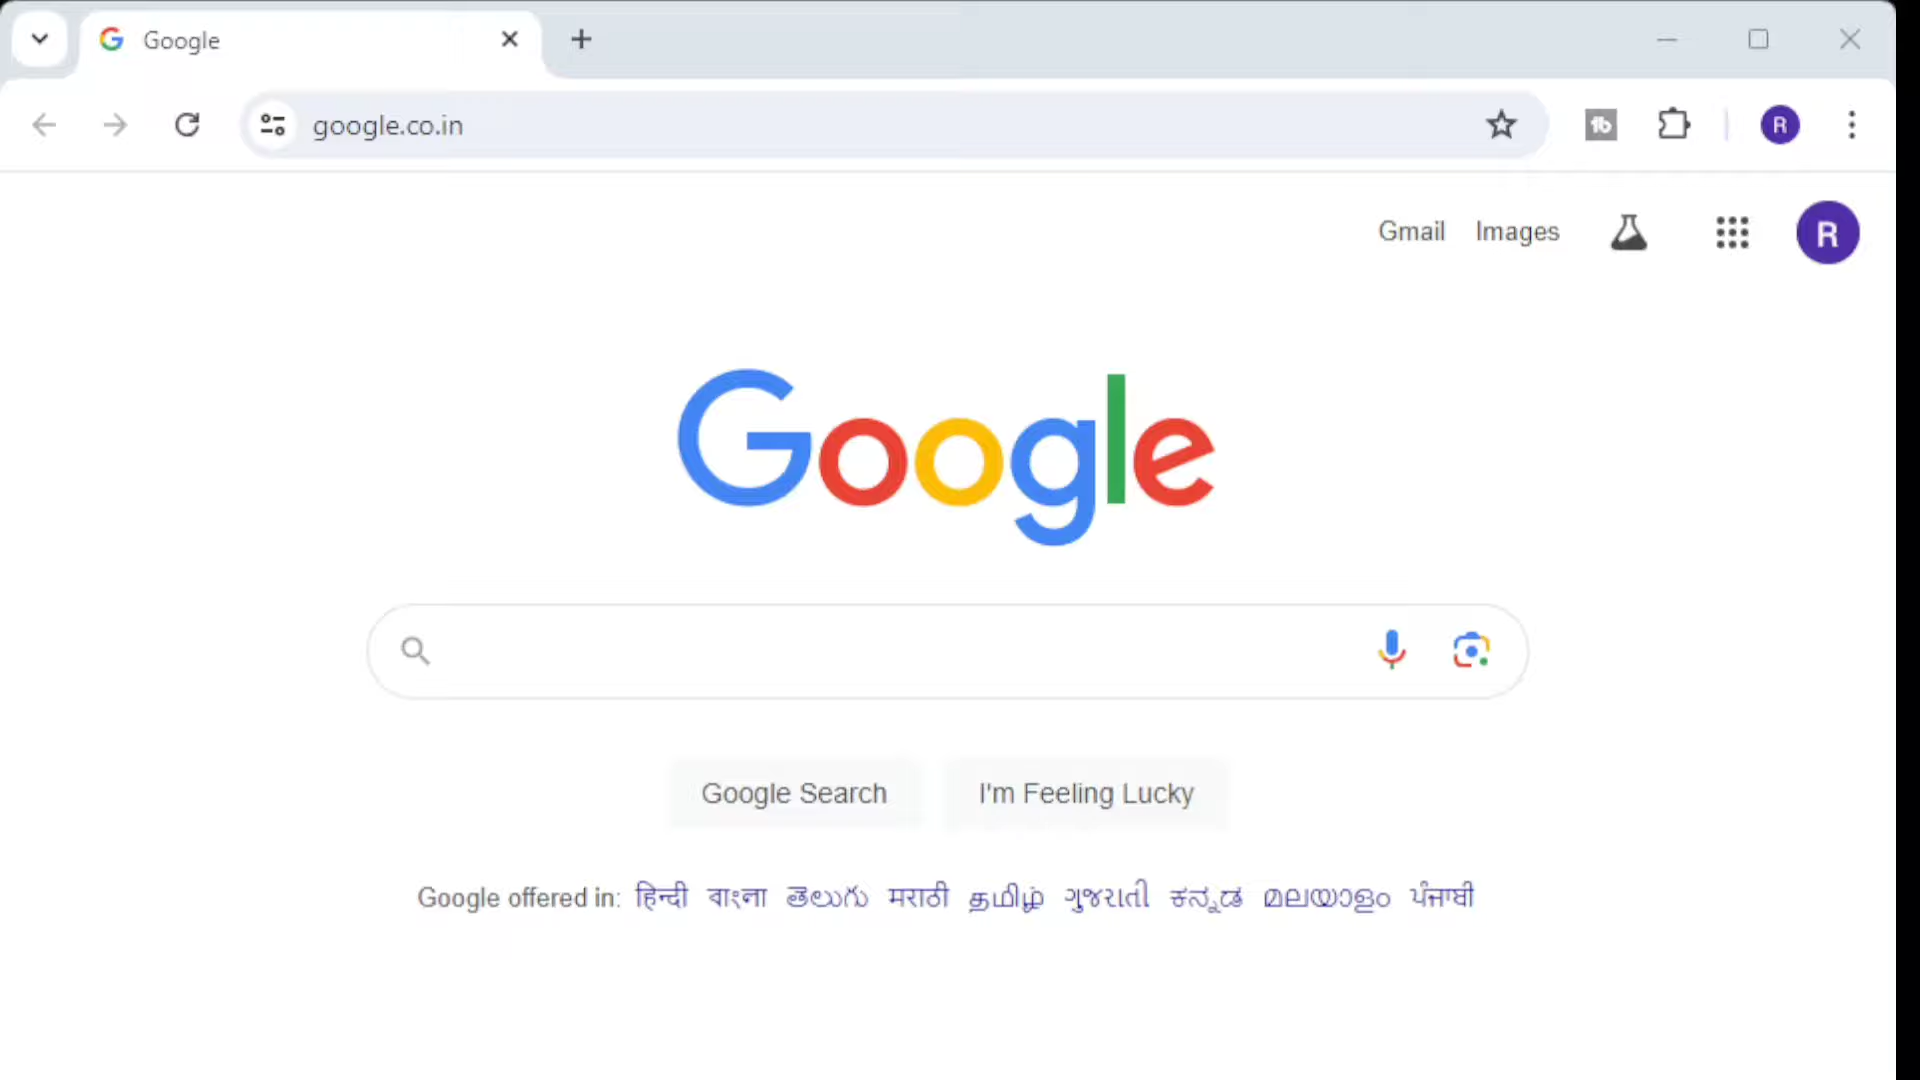 Google
google.co.in
R
Gmail Images
R
Google
Google Search I'm Feeling Lucky
Google offered in: हिन्दी বাংলা తెలుగు मराठी தமிழ் ગુજરાતી ಕನ್ನಡ മലയാളം ਪੰਜਾਬੀ